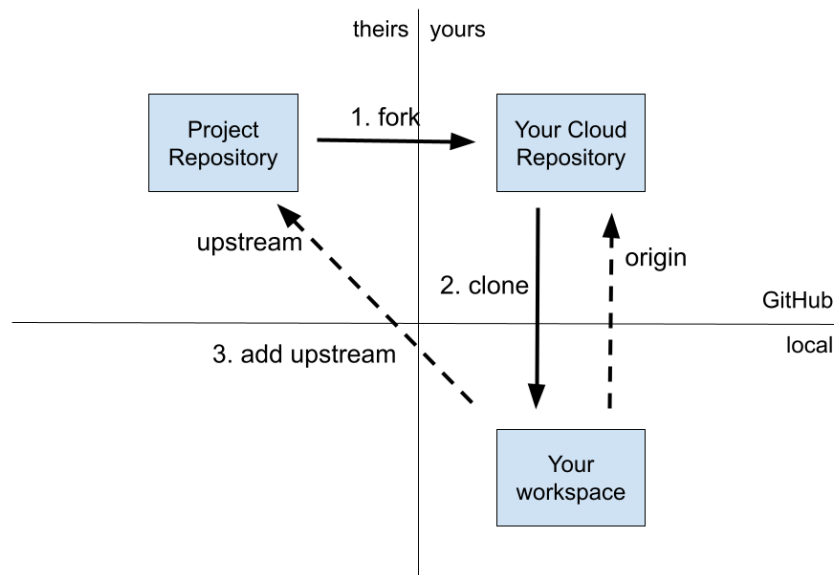 theirs
yours
Project
Repository
1. fork
Your Cloud
Repository
upstream
2. clone
origin
GitHub
3. add upstream
local
Your
workspace